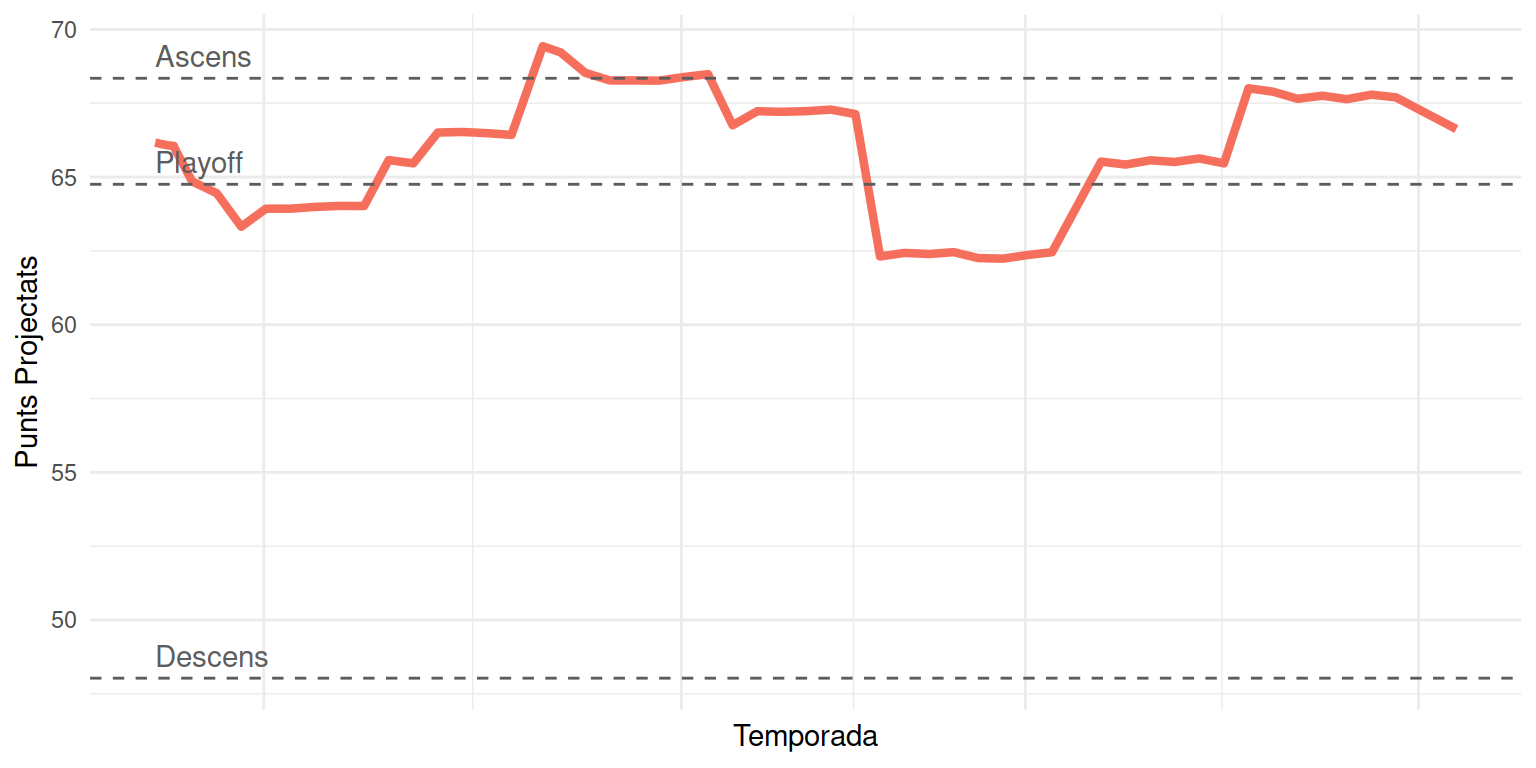 70
Ascens
Playoff
65
Punts Projectats
60
55
50
Descens
Temporada